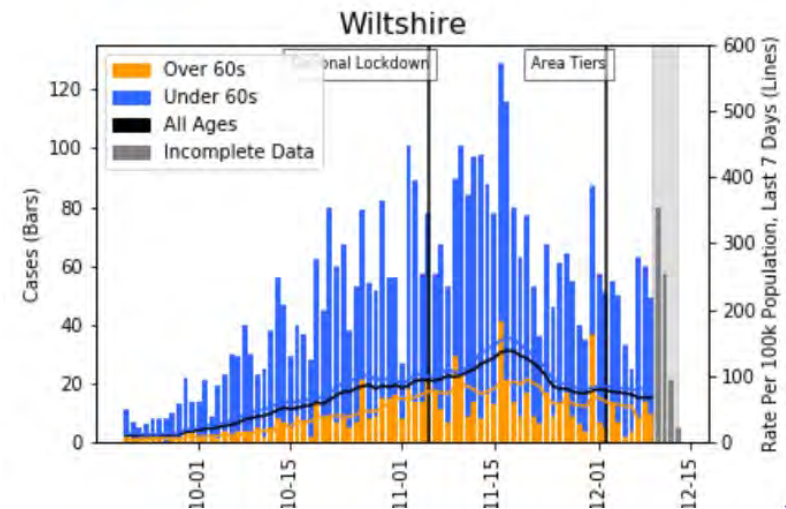 Wiltshire
Over 60s
Under 60s
All Ages
Incomplete Data
Lockdown
Area Tiers
Cases (Bars)
120
100
80
60
40
20
0
Rate Per 100k Population, Last 7 Days (Lines)
600
500
400
300
200
100
0
10-01
10-15
11-01
11-15
12-01
12-15